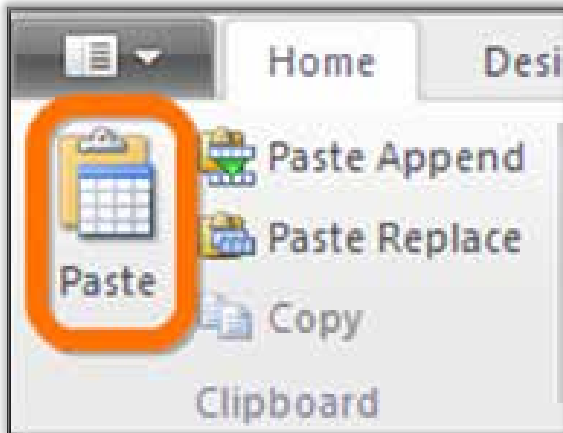 Home Desi
Paste Append
Paste Replace
Paste
Copy
Clipboard